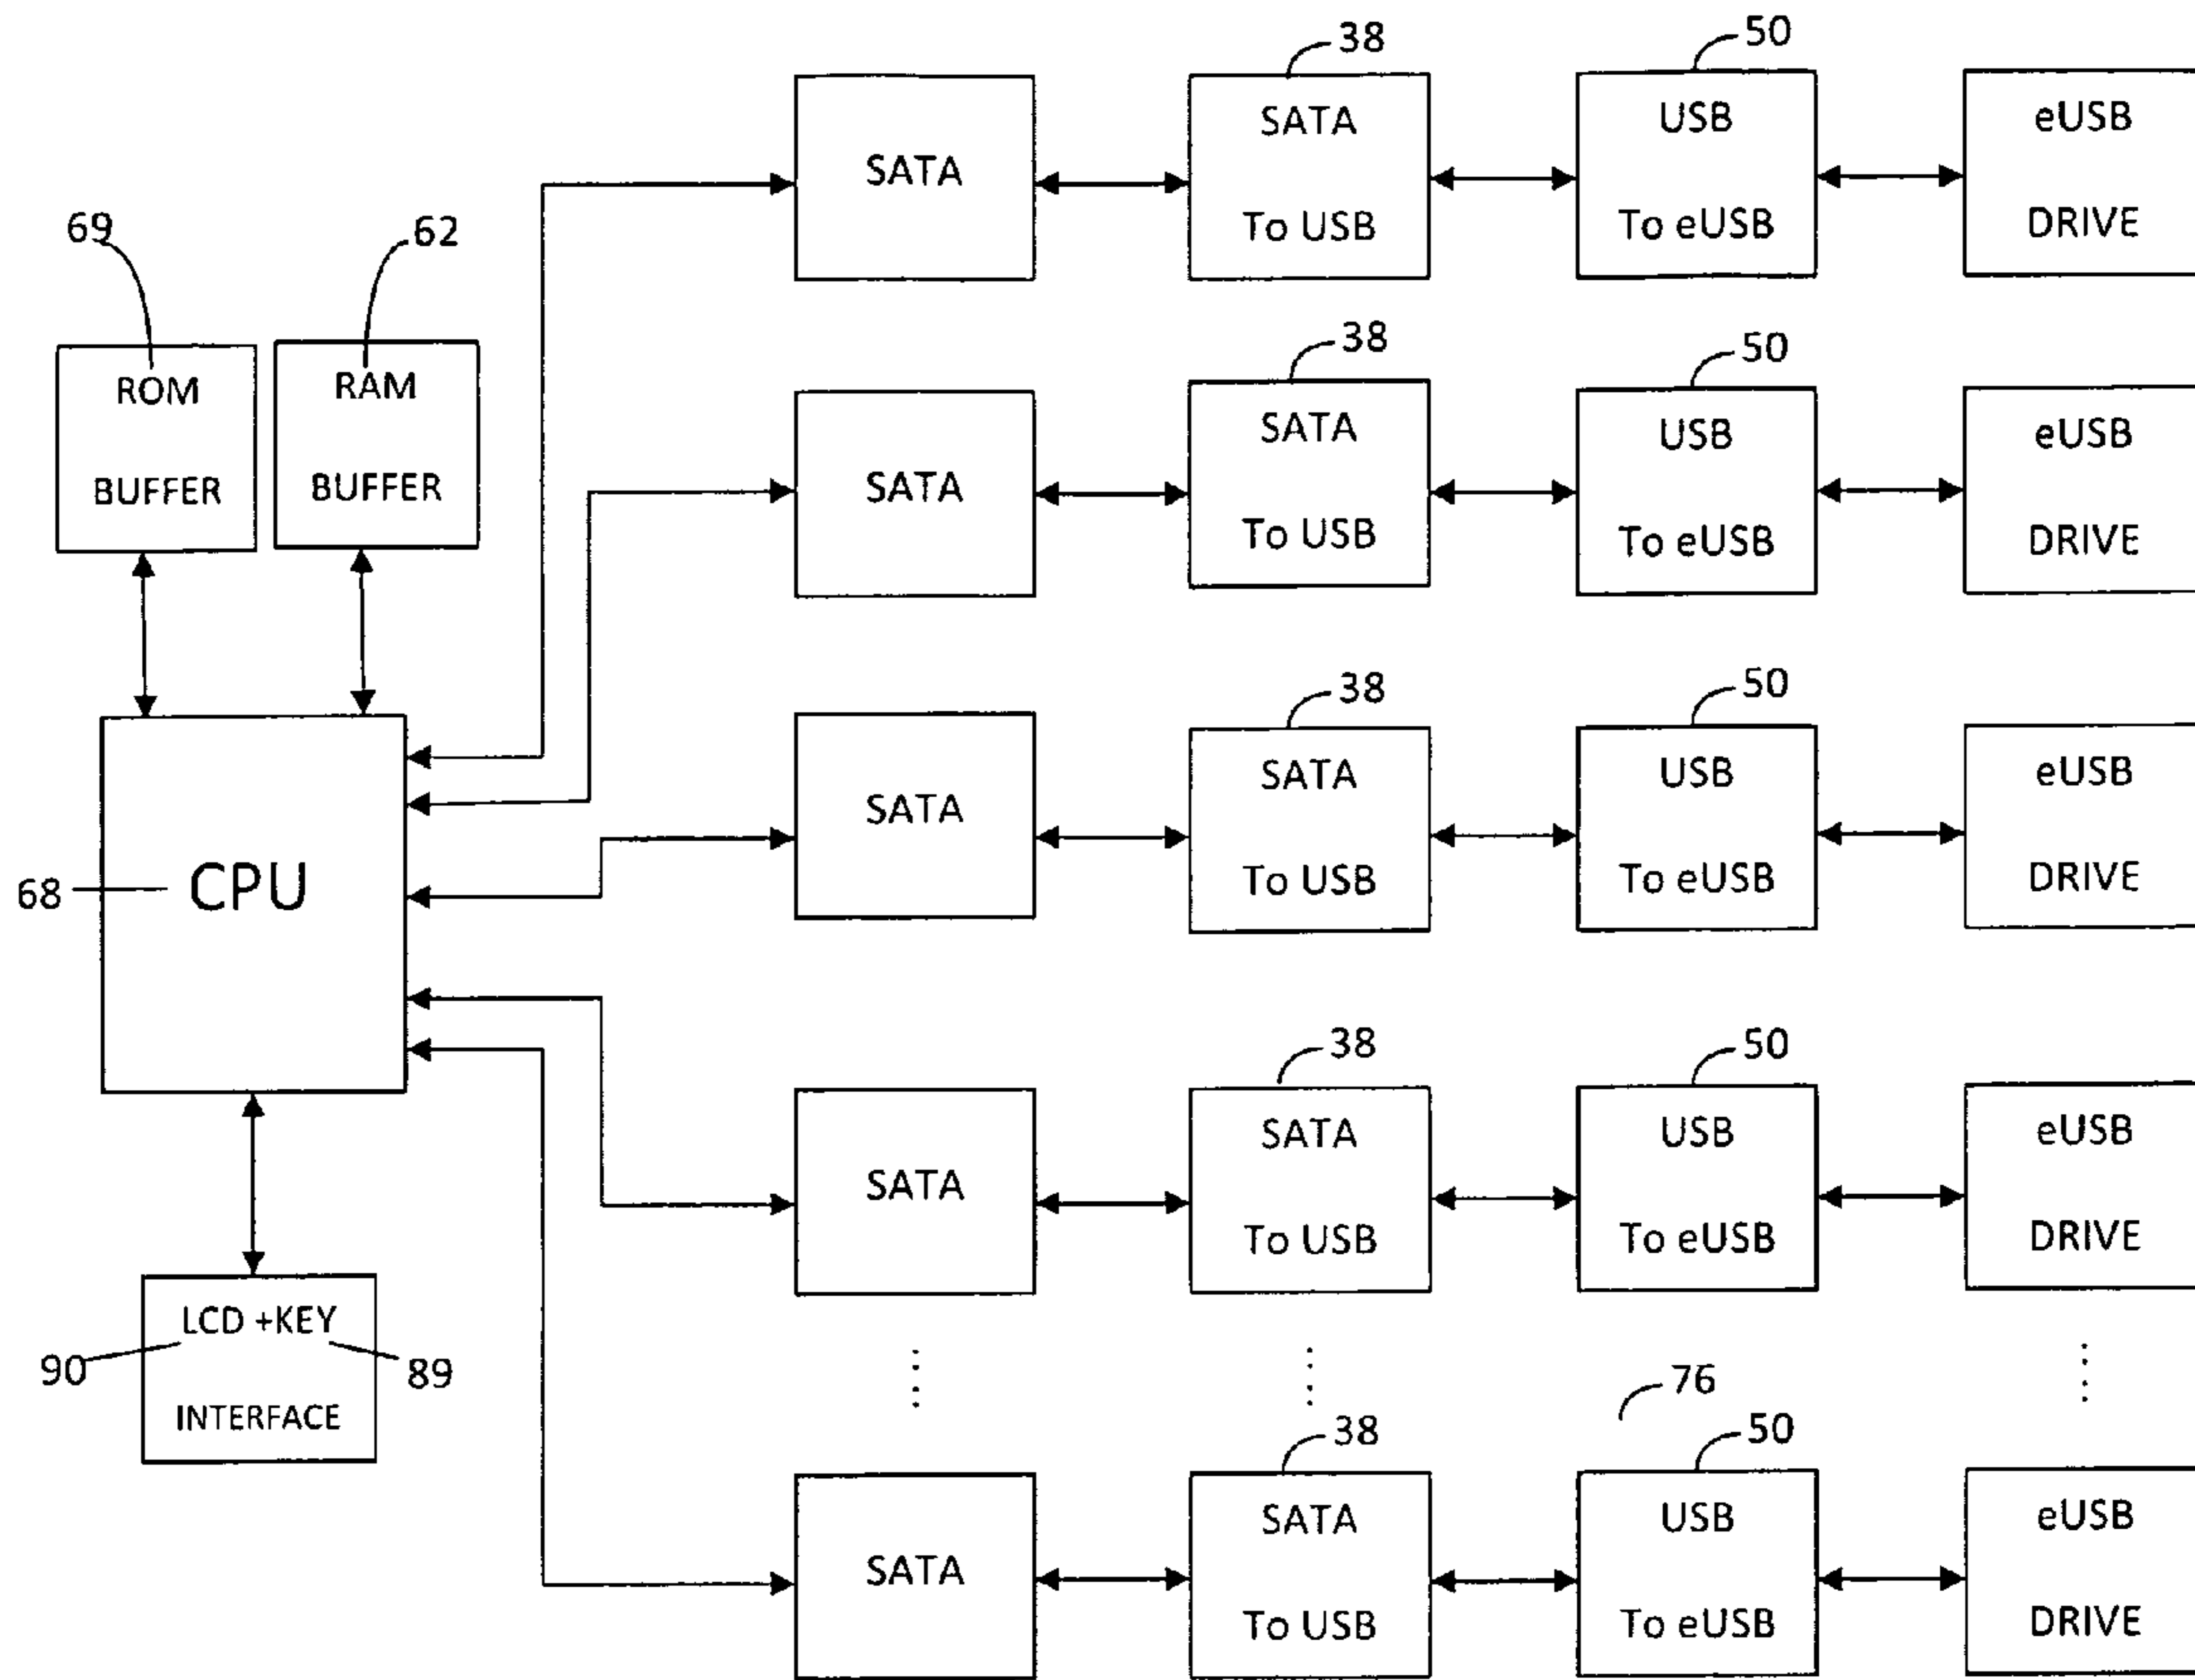 38
50
SATA
SATA
To USB
USB
To eUSB
eUSB
DRIVE
69
62
ROM
BUFFER
RAM
BUFFER
38
50
SATA
SATA
To USB
USB
To eUSB
eUSB
DRIVE
38
50
SATA
SATA
To USB
USB
To eUSB
eUSB
DRIVE
68
CPU
38
50
SATA
SATA
To USB
USB
To eUSB
eUSB
DRIVE
LCD +KEY
INTERFACE
90
89
76
38
50
SATA
SATA
To USB
USB
To eUSB
eUSB
DRIVE